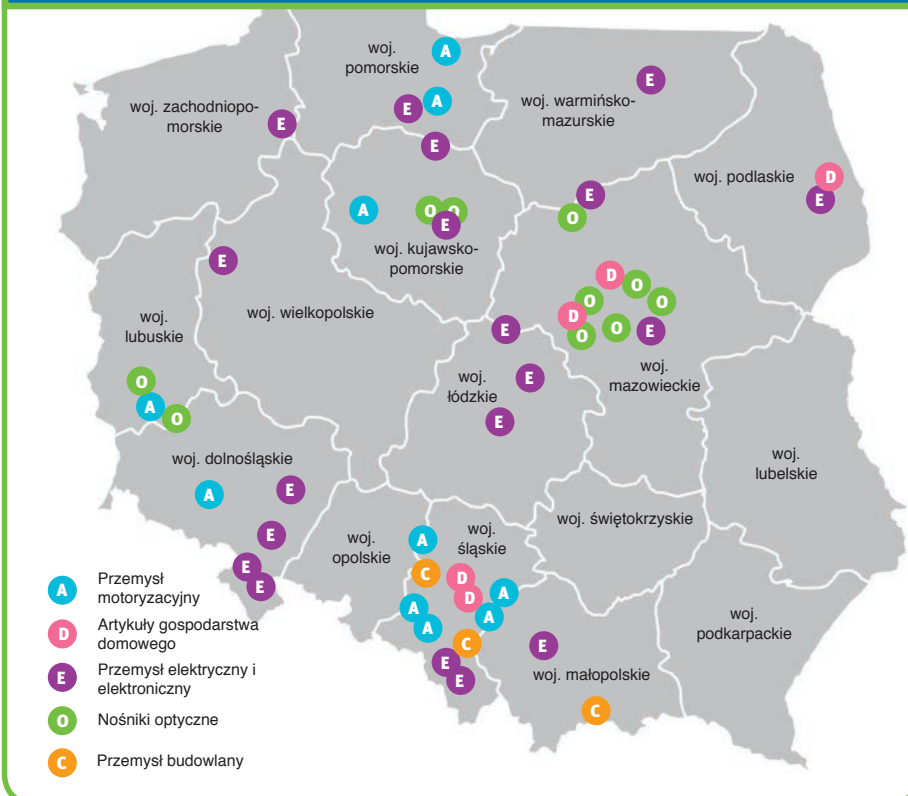 woj.
pomorskie
A
E
A
E
woj. zachodniopo-
morskie
E
woj. warmińsko-
mazurskie
E
woj. podlaskie
D
E
A
O
O
E
woj. kujawsko-
pomorskie
E
O
E
woj. wielkopolskie
woj.
lubuskie
O
A
O
D
O
O
O
D
O
O
E
woj.
mazowieckie
E
woj.
łódzkie
E
E
woj. dolnośląskie
A
E
E
E
E
woj.
lubelskie
woj. świętokrzyskie
woj.
opolskie
woj.
śląskie
A
C
D
D
A
A
A
A
C
E
E
E
woj. małopolskie
C
woj.
podkarpackie
A Przemysł
motoryzacyjny
D Artykuły gospodarstwa
domowego
E Przemysł elektryczny i
elektroniczny
O Nośniki optyczne
C Przemysł budowlany